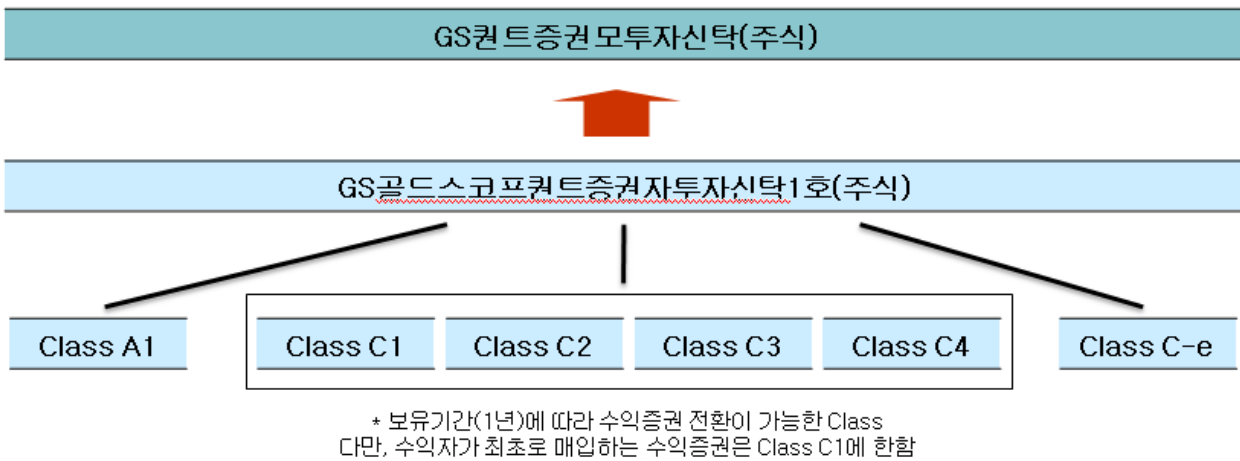 GS퀀트증권모투자신탁(주식)
GS골드스코프퀀트증권자투자신탁1호(주식)
Class A1
Class C1
Class C2
Class C3
Class C4
Class C-e
* 보유기간(1년)에 따라 수익증권 전환이 가능한 Class
다만, 수익자가 최초로 매입하는 수익증권은 Class C1에 한함